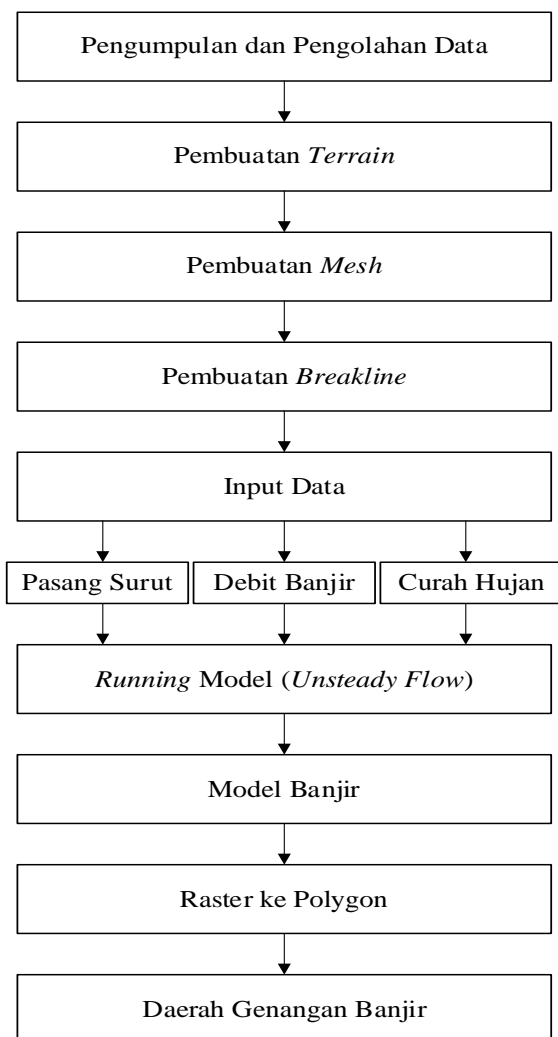 Pengumpulan dan Pengolahan Data
Pembuatan Terrain
Pembuatan Mesh
Pembuatan Breakline
Input Data
Pasang Surut
Debit Banjir
Curah Hujan
Running Model (Unsteady Flow)
Model Banjir
Raster ke Polygon
Daerah Genangan Banjir